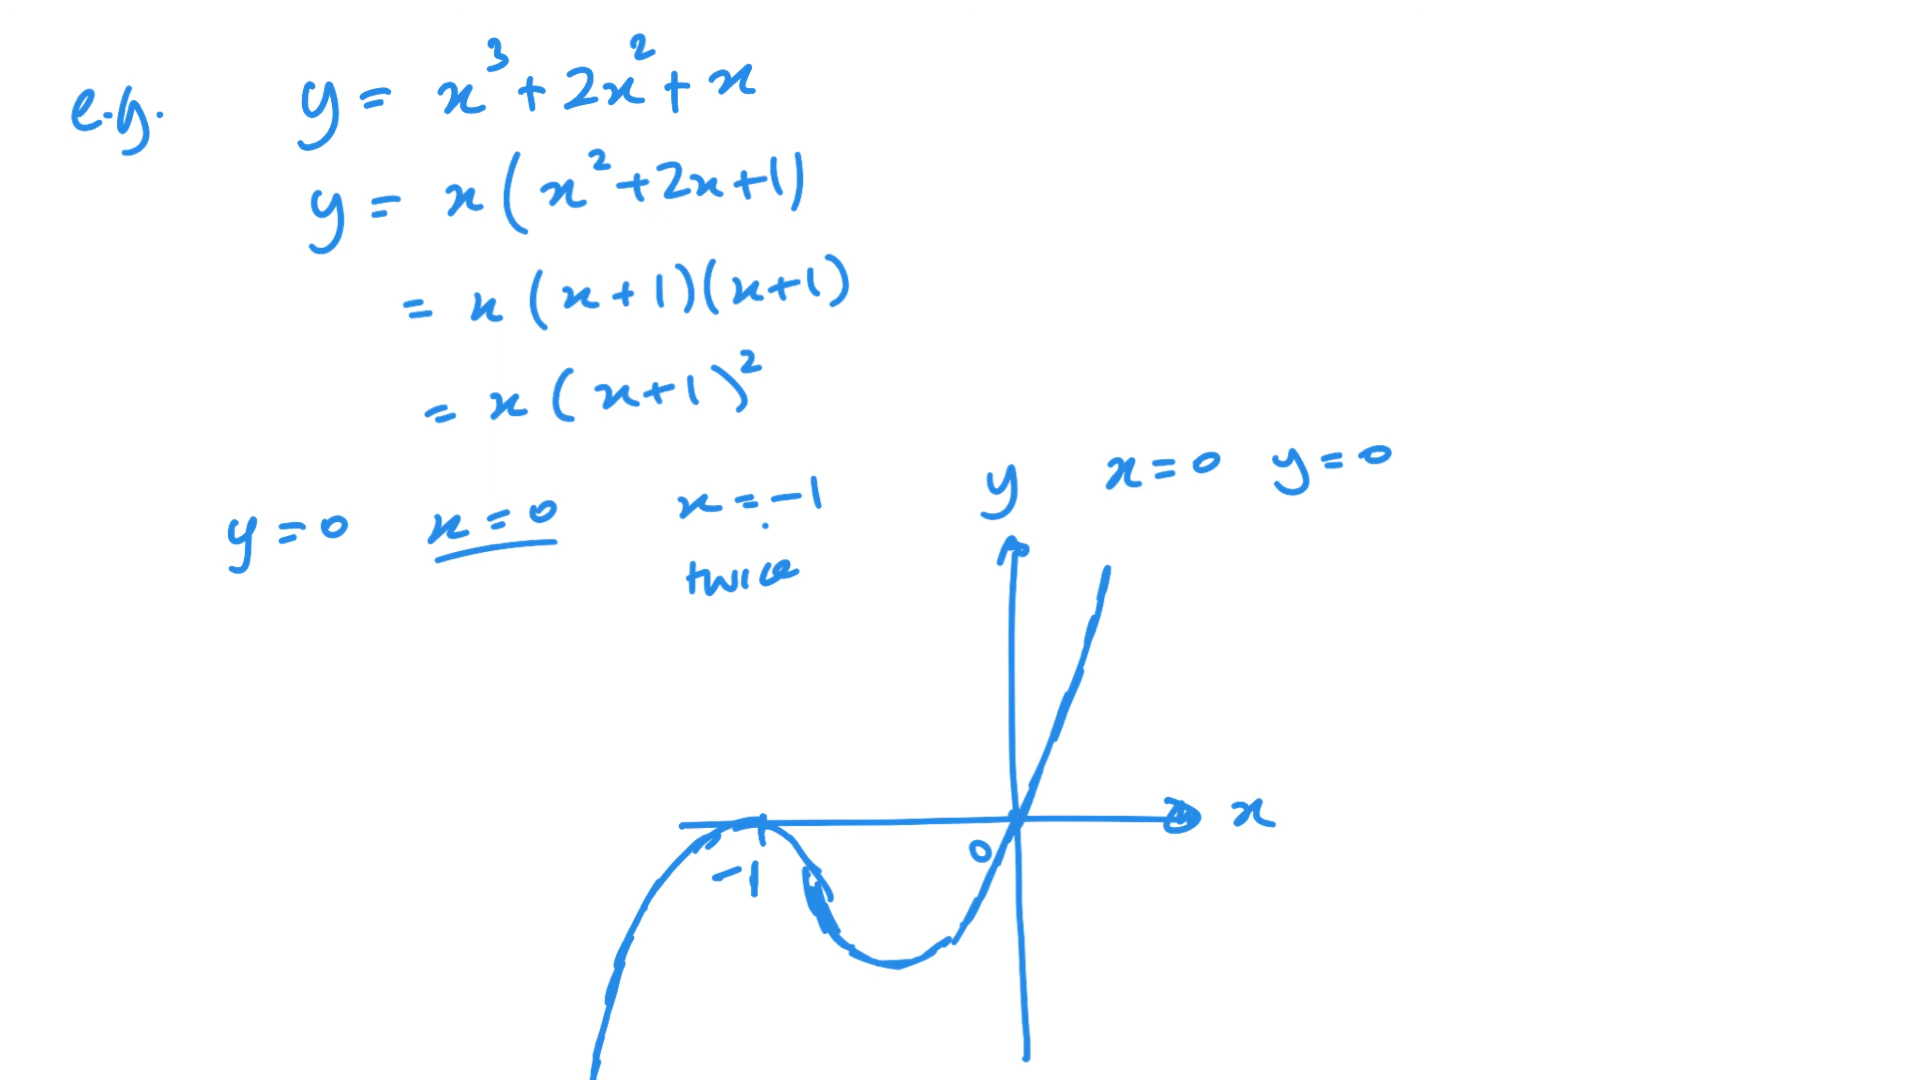 e.g. y = x³ + 2x² + x
y = x(x² + 2x + 1)
= x(x + 1)(x + 1)
= x(x + 1)²
y = 0 x = 0 x = -1
twice
y x = 0 y = 0
x
-1 0